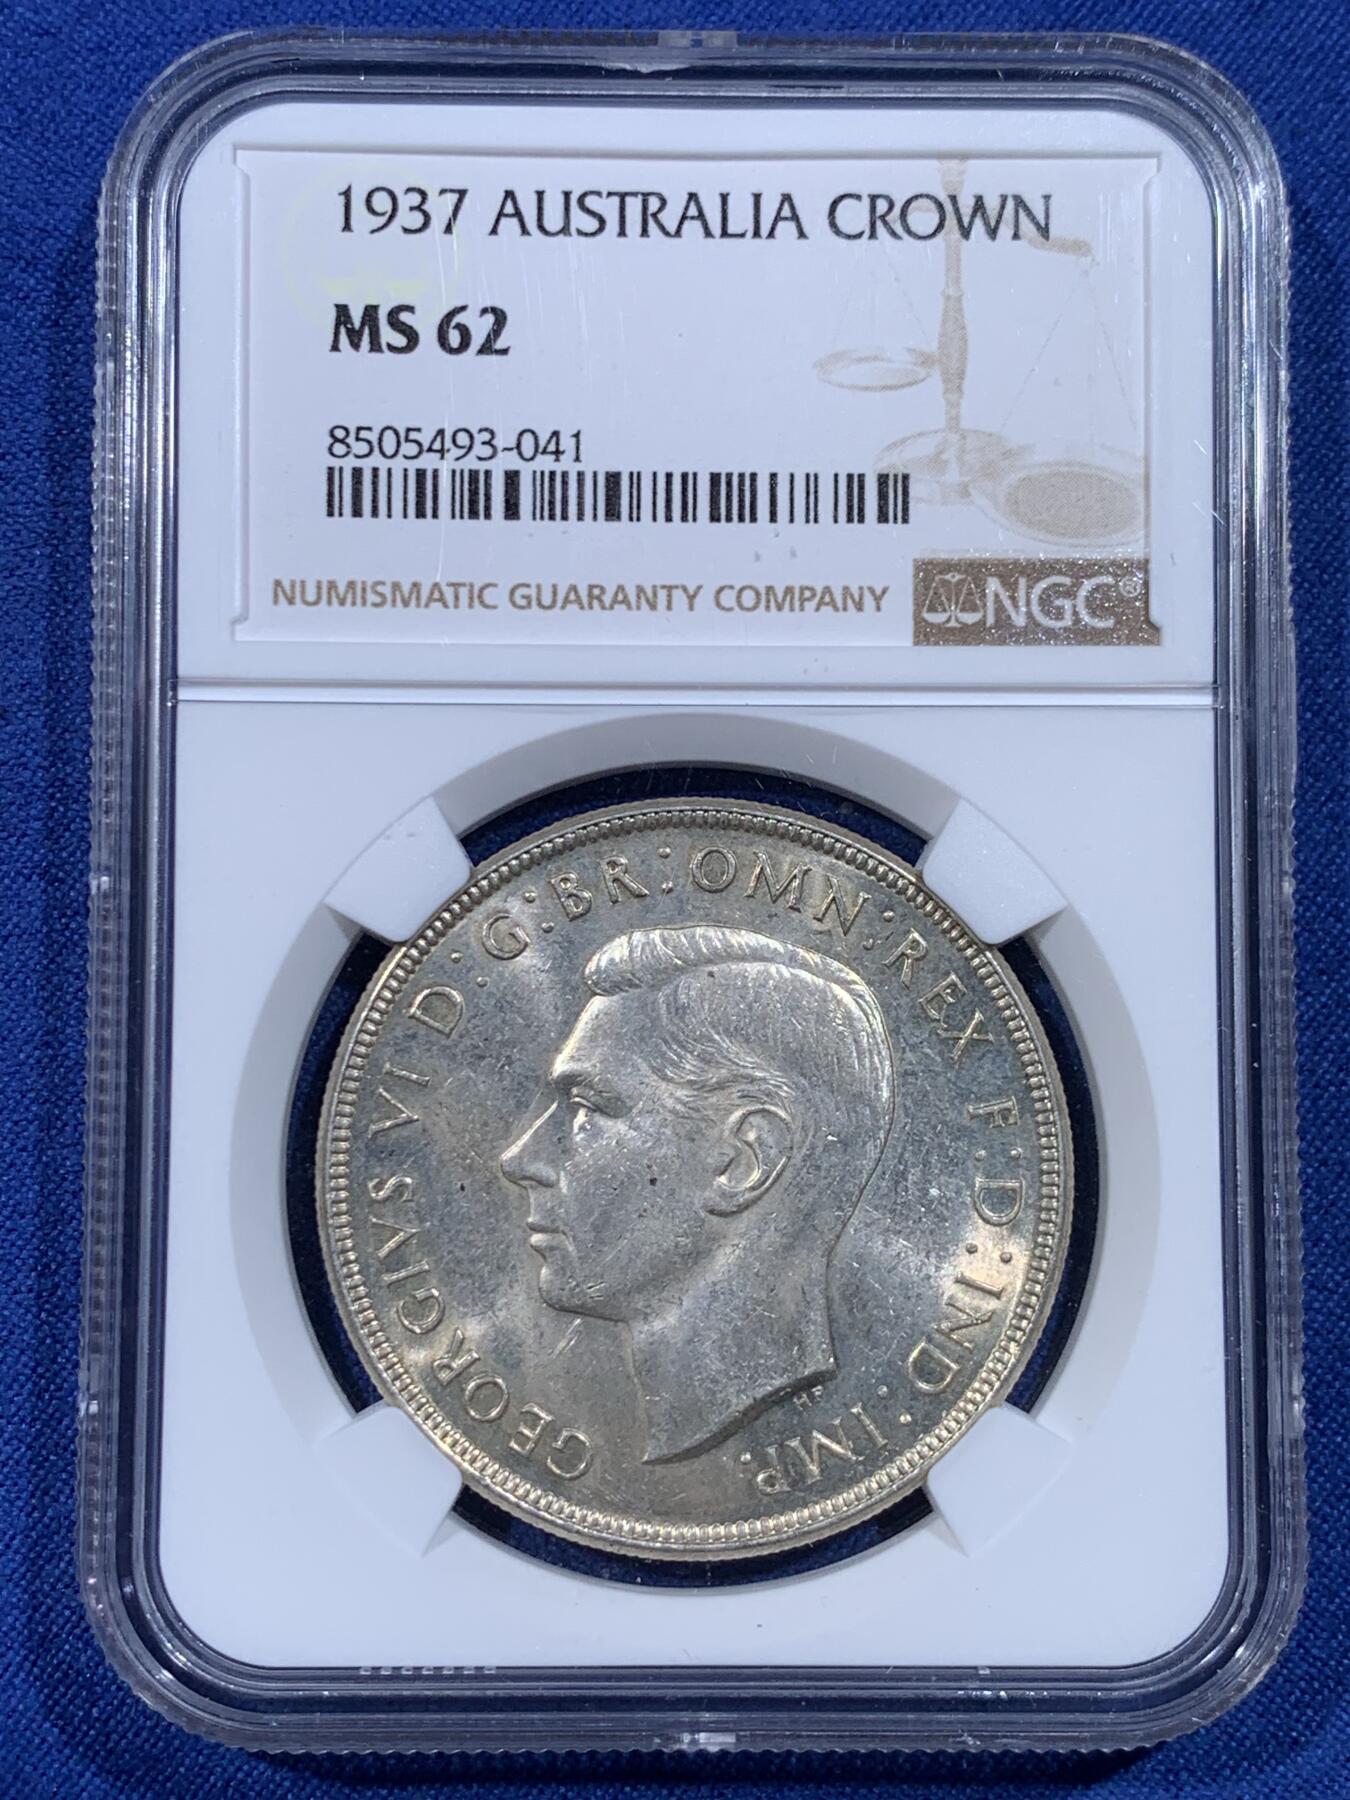 1937 AUSTRALIA CROWN
MS 62
8505493-041
NUMISMATIC GUARANTY COMPANY
NGC®
GEORGIVS VI D:G:BR:OMN:REX F:D:IND:IMP.
HP